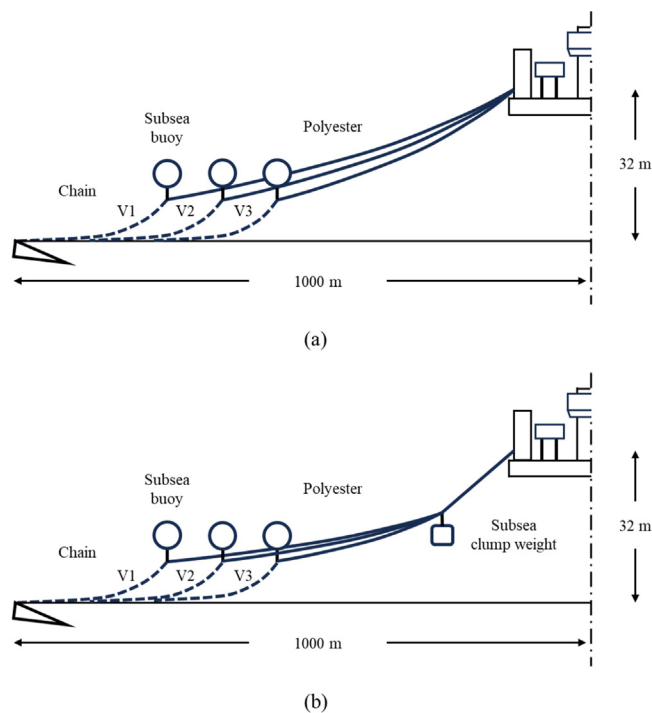 Subsea
buoy
Polyester
Chain
V1 V2 V3
32 m
1000 m
(a)
Subsea
buoy
Polyester
Chain
V1 V2 V3
Subsea
clump weight
32 m
1000 m
(b)